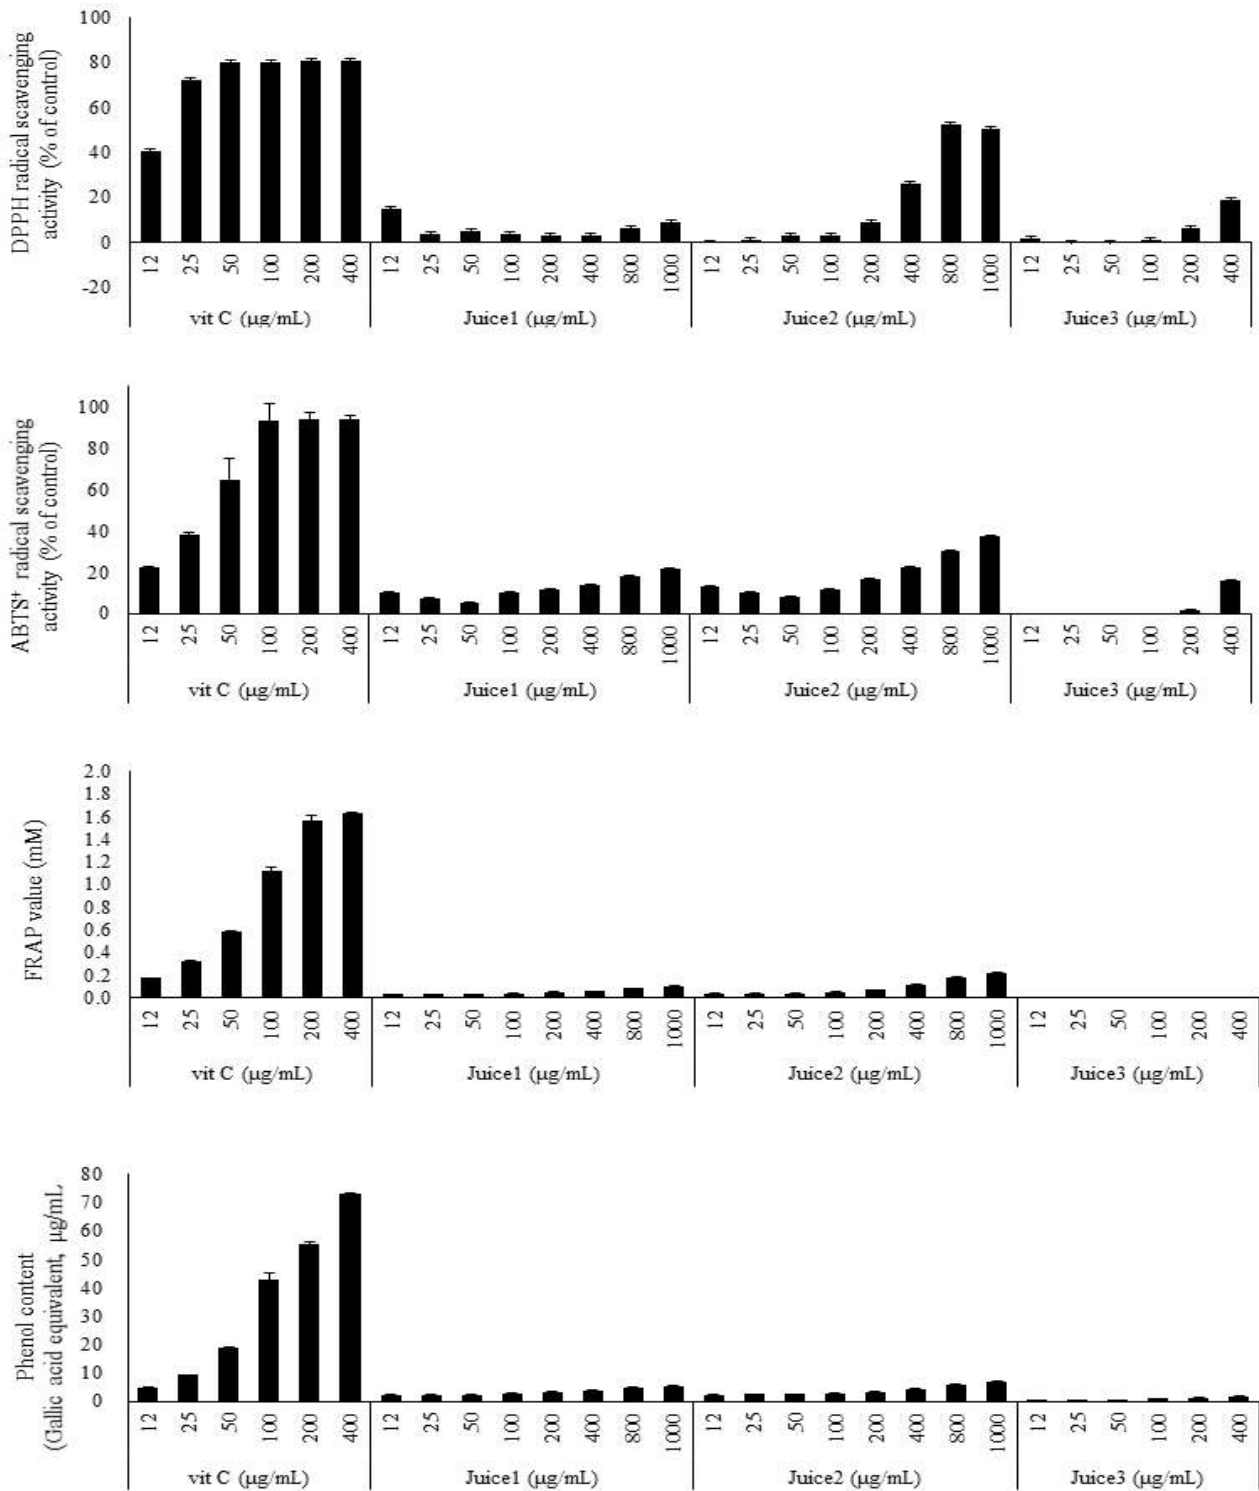 DPPH radical scavenging
activity (% of control)
100
80
60
40
20
0
-20
12 25 50 100 200 400 12 25 50 100 200 400 800 1000 12 25 50 100 200 400 800 1000 12 25 50 100 200 400
vit C (µg/mL) Juice1 (µg/mL) Juice2 (µg/mL) Juice3 (µg/mL)
ABTS⁺ radical scavenging
activity (% of control)
100
80
60
40
20
0
12 25 50 100 200 400 12 25 50 100 200 400 800 1000 12 25 50 100 200 400 800 1000 12 25 50 100 200 400
vit C (µg/mL) Juice1 (µg/mL) Juice2 (µg/mL) Juice3 (µg/mL)
FRAP value (mM)
2.0
1.8
1.6
1.4
1.2
1.0
0.8
0.6
0.4
0.2
0.0
12 25 50 100 200 400 12 25 50 100 200 400 800 1000 12 25 50 100 200 400 800 1000 12 25 50 100 200 400
vit C (µg/mL) Juice1 (µg/mL) Juice2 (µg/mL) Juice3 (µg/mL)
Phenol content
(Gallic acid equivalent, µg/mL
80
70
60
50
40
30
20
10
0
12 25 50 100 200 400 12 25 50 100 200 400 800 1000 12 25 50 100 200 400 800 1000 12 25 50 100 200 400
vit C (µg/mL) Juice1 (µg/mL) Juice2 (µg/mL) Juice3 (µg/mL)